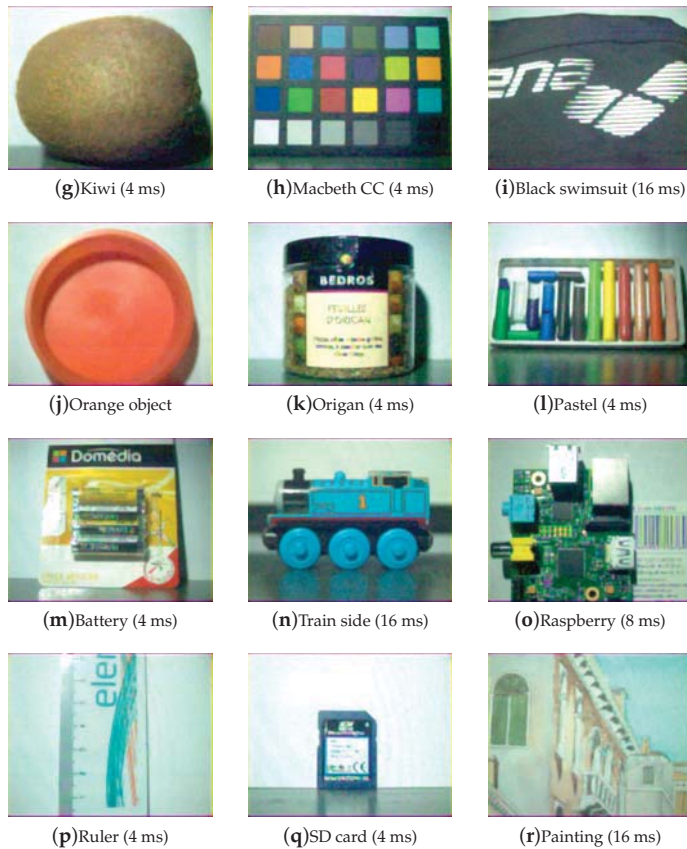 (g)Kiwi (4 ms)
(h)Macbeth CC (4 ms)
ena
(i)Black swimsuit (16 ms)
(j)Orange object
BEDROS
FEUILLES
D'ORIGAN
(k)Origan (4 ms)
(l)Pastel (4 ms)
Domédia
(m)Battery (4 ms)
1
(n)Train side (16 ms)
(o)Raspberry (8 ms)
elen
(p)Ruler (4 ms)
(q)SD card (4 ms)
(r)Painting (16 ms)